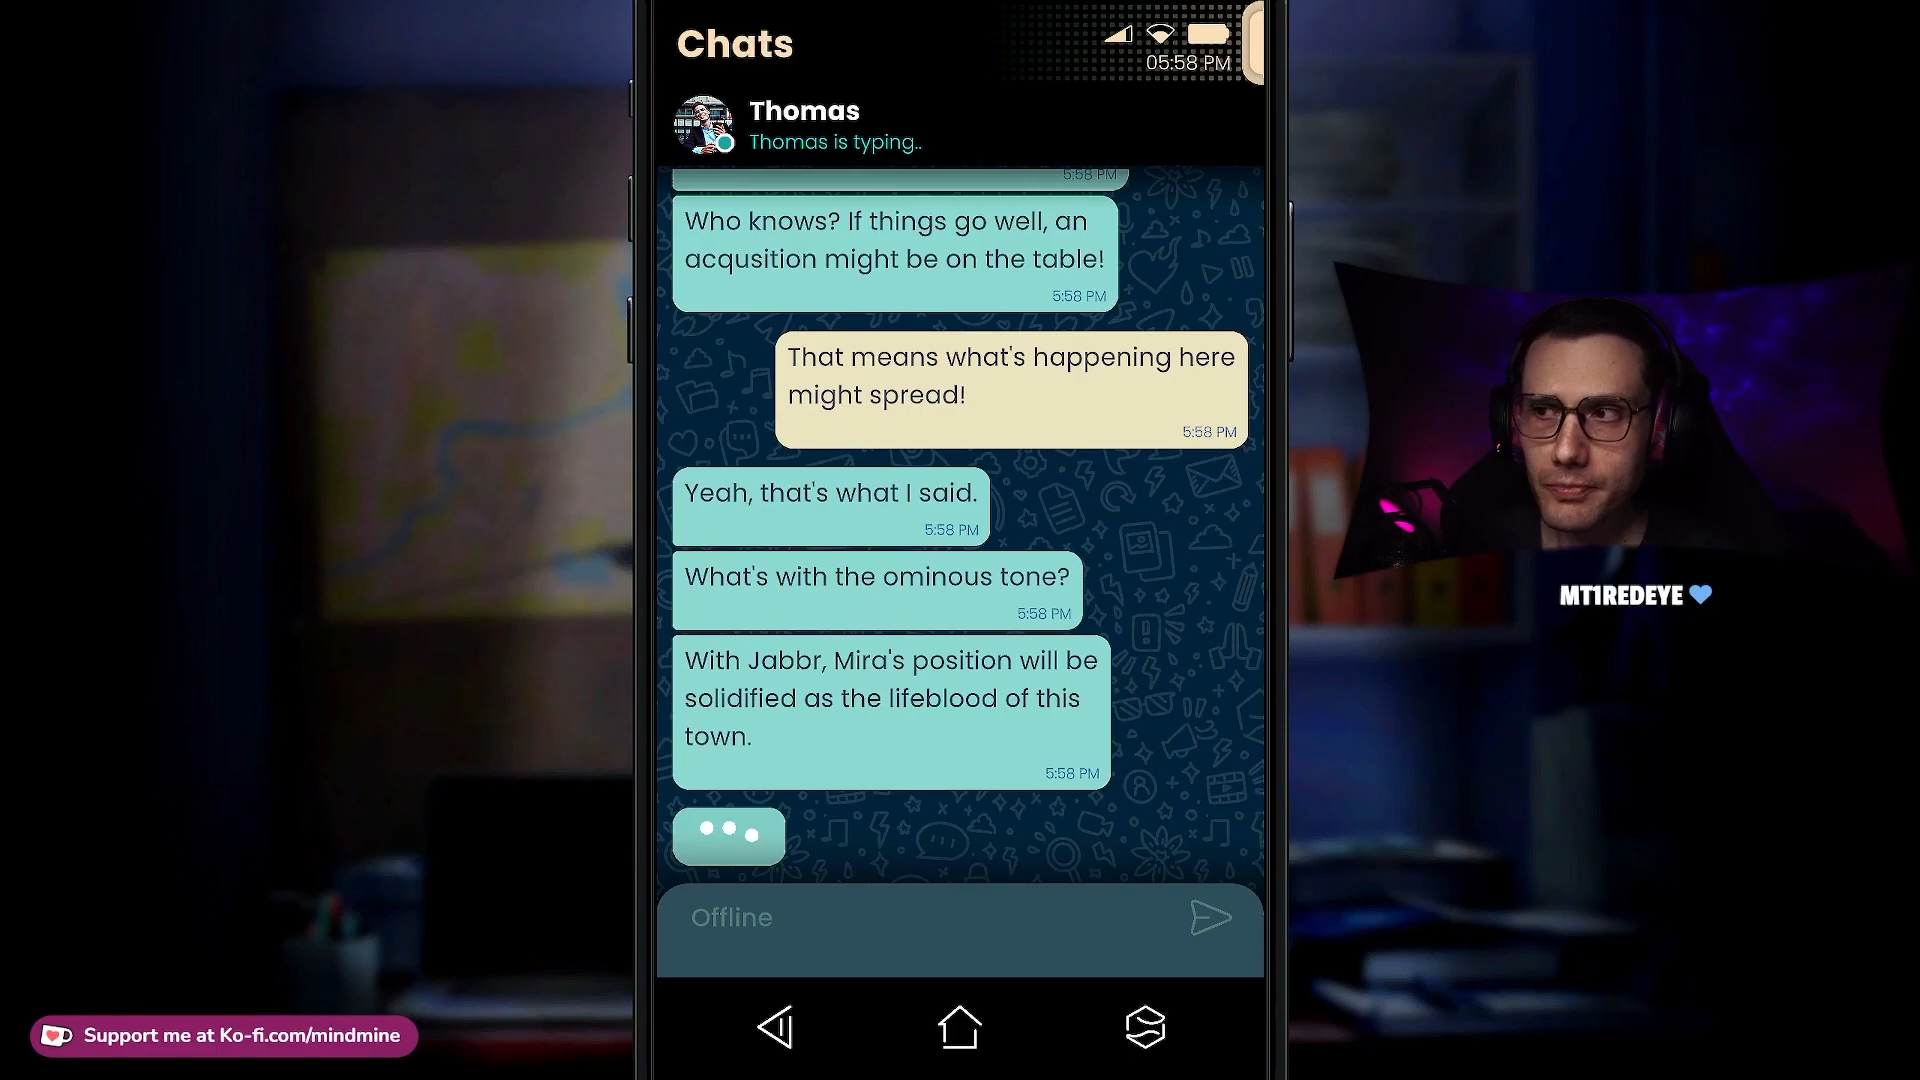 Chats
05:58 PM
Thomas
Thomas is typing..
5:58 PM
Who knows? If things go well, an
acqusition might be on the table!
5:58 PM
That means what's happening here
might spread!
5:58 PM
Yeah, that's what I said.
5:58 PM
What's with the ominous tone?
5:58 PM
With Jabbr, Mira's position will be
solidified as the lifeblood of this
town.
5:58 PM
Offline
MT1REDEYE
Support me at Ko-fi.com/mindmine